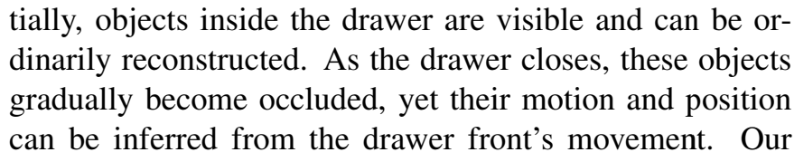 tially, objects inside the drawer are visible and can be or-
dinarily reconstructed. As the drawer closes, these objects
gradually become occluded, yet their motion and position
can be inferred from the drawer front's movement. Our